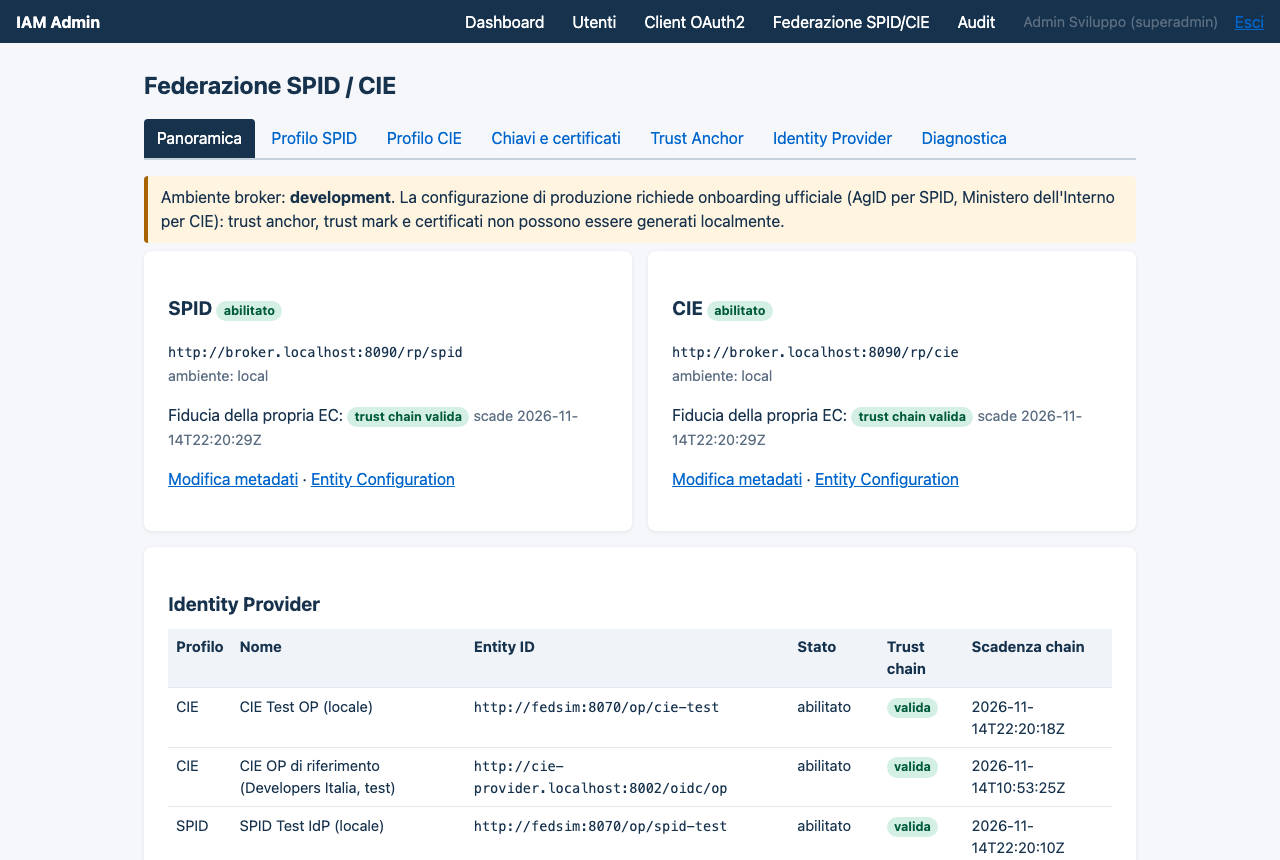 IAM Admin
Dashboard Utenti Client OAuth2 Federazione SPID/CIE Audit Admin Sviluppo (superadmin) Esci
Federazione SPID / CIE
Panoramica Profilo SPID Profilo CIE Chiavi e certificati Trust Anchor Identity Provider Diagnostica
Ambiente broker: development. La configurazione di produzione richiede onboarding ufficiale (AgID per SPID, Ministero dell'Interno
per CIE): trust anchor, trust mark e certificati non possono essere generati localmente.
SPID abilitato
http://broker.localhost:8090/rp/spid
ambiente: local
Fiducia della propria EC: trust chain valida scade 2026-11-
14T22:20:29Z
Modifica metadati · Entity Configuration
CIE abilitato
http://broker.localhost:8090/rp/cie
ambiente: local
Fiducia della propria EC: trust chain valida scade 2026-11-
14T22:20:29Z
Modifica metadati · Entity Configuration
Identity Provider
Profilo Nome Entity ID Stato Trust chain Scadenza chain
CIE CIE Test OP (locale) http://fedsim:8070/op/cie-test abilitato valida 2026-11-
14T22:20:18Z
CIE CIE OP di riferimento http://cie- abilitato valida 2026-11-
(Developers Italia, test) provider.localhost:8002/oidc/op 14T10:53:25Z
SPID SPID Test IdP (locale) http://fedsim:8070/op/spid-test abilitato valida 2026-11-
14T22:20:10Z